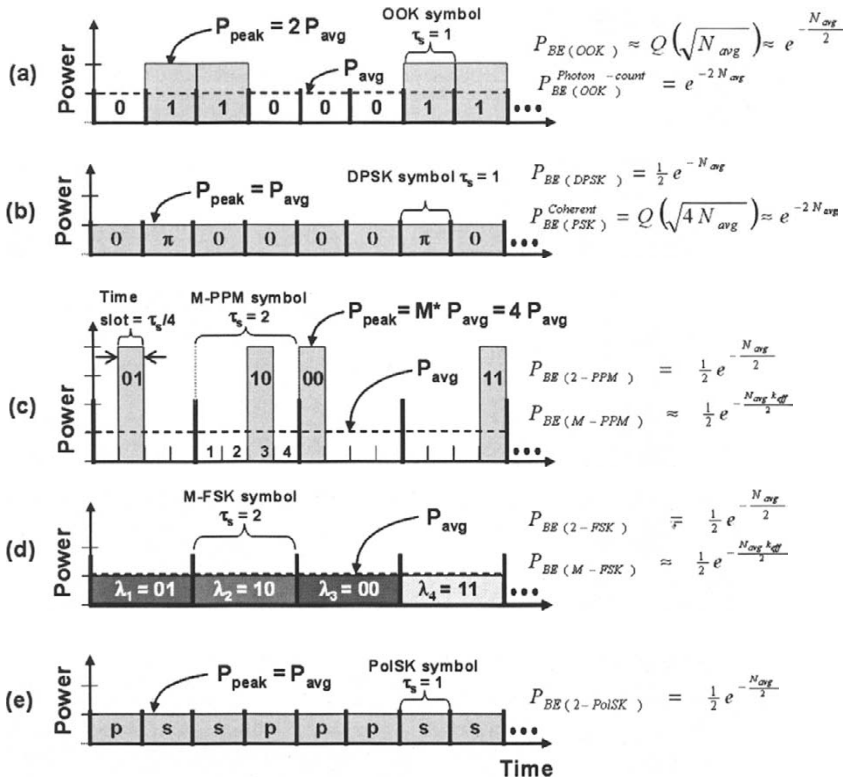 (a)
Power
P_peak = 2 P_avg
P_avg
OOK symbol
τ_s = 1
0 1 1 0 0 0 1 1 •••
P_BE(OOK) ≈ Q(√N_avg) ≈ e^(-N_avg/2)
P_BE(OOK)^Photon-count = e^(-2 N_avg)
(b)
Power
P_peak = P_avg
DPSK symbol τ_s = 1
0 π 0 0 0 0 π 0 •••
P_BE(DPSK) = 1/2 e^(-N_avg)
P_BE(PSK)^Coherent = Q(√4 N_avg) ≈ e^(-2 N_avg)
(c)
Power
Time
slot = τ_s/4
M-PPM symbol
τ_s = 2
P_peak = M* P_avg = 4 P_avg
P_avg
01 10 00 11
1 2 3 4 •••
P_BE(2-PPM) = 1/2 e^(-N_avg/2)
P_BE(M-PPM) ≈ 1/2 e^(-N_avg k_eff/2)
(d)
Power
M-FSK symbol
τ_s = 2
P_avg
λ_1 = 01 λ_2 = 10 λ_3 = 00 λ_4 = 11 •••
P_BE(2-FSK) = 1/2 e^(-N_avg/2)
P_BE(M-FSK) ≈ 1/2 e^(-N_avg k_eff/2)
(e)
Power
P_peak = P_avg
PolSK symbol
τ_s = 1
p s s p p p s s •••
P_BE(2-PolSK) = 1/2 e^(-N_avg/2)
Time